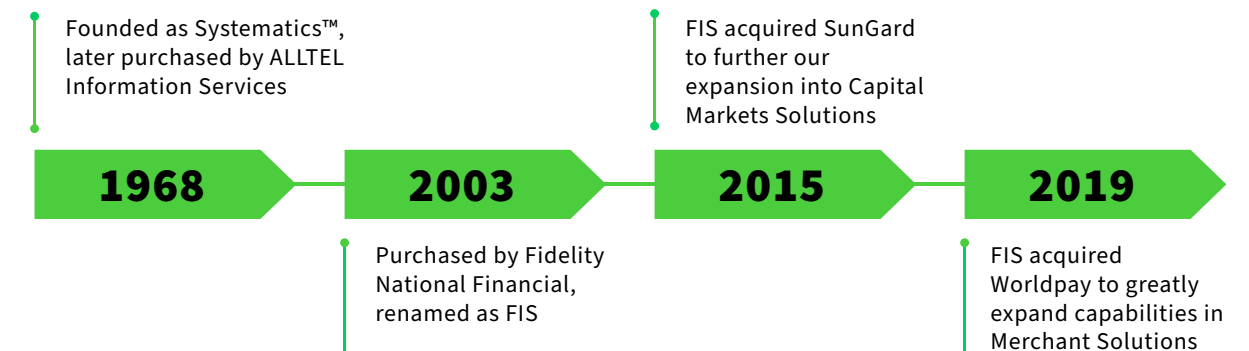 Founded as Systematics™,
later purchased by ALLTEL
Information Services
FIS acquired SunGard
to further our
expansion into Capital
Markets Solutions
1968
2003
2015
2019
Purchased by Fidelity
National Financial,
renamed as FIS
FIS acquired
Worldpay to greatly
expand capabilities in
Merchant Solutions